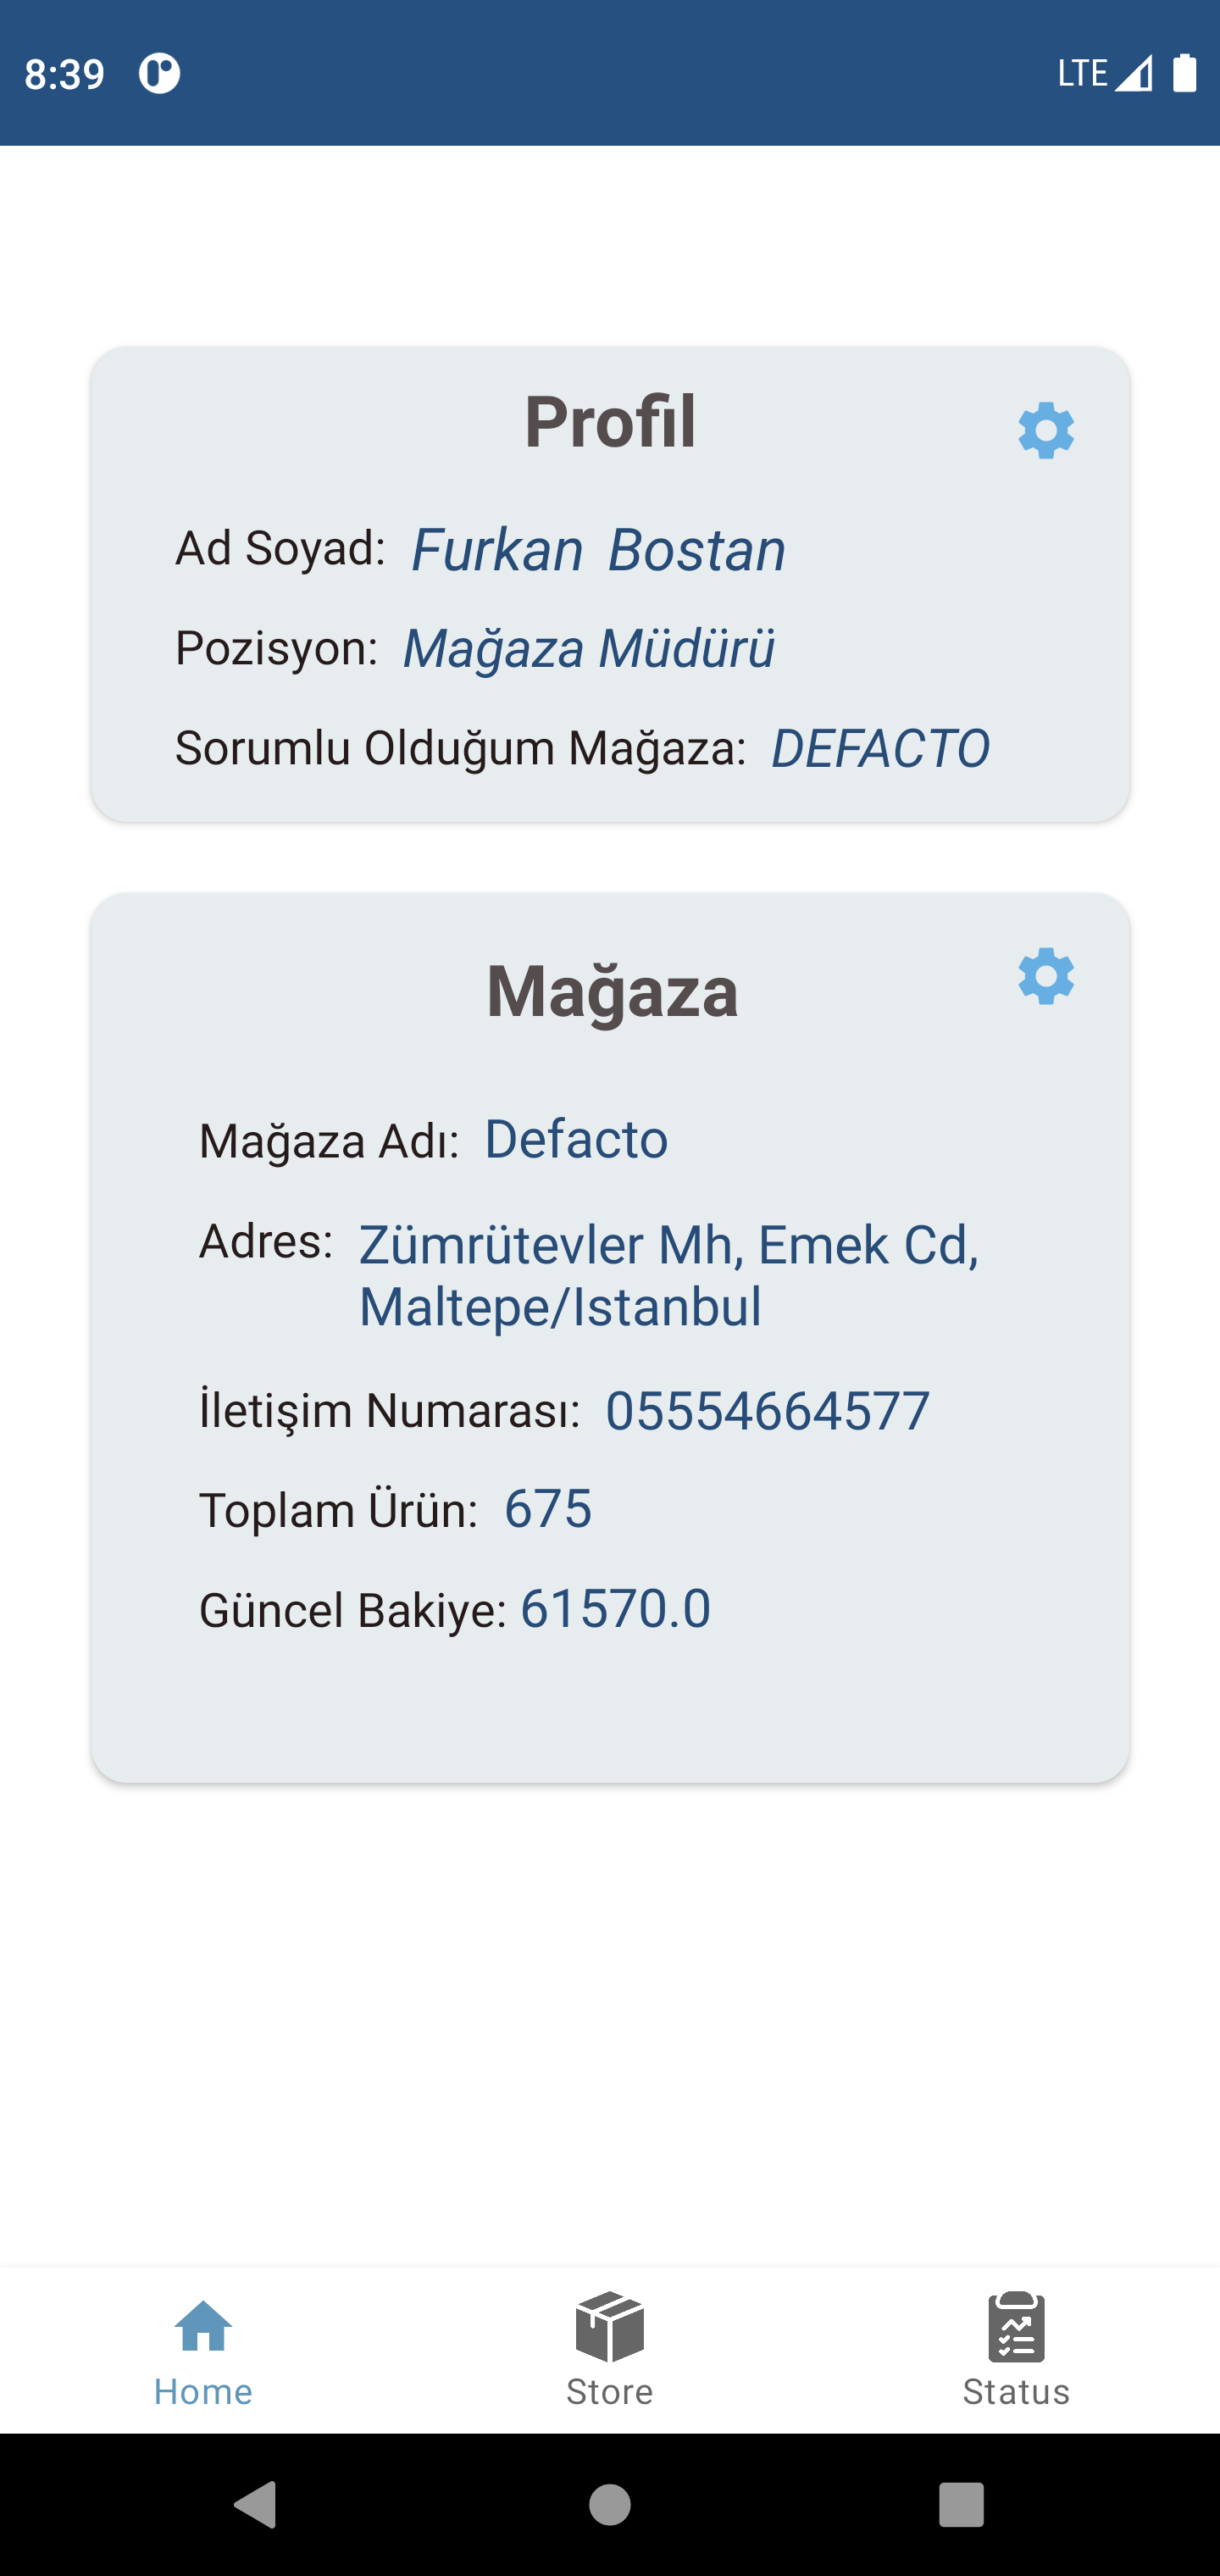 8:39
LTE
Profil
Ad Soyad: Furkan Bostan
Pozisyon: Mağaza Müdürü
Sorumlu Olduğum Mağaza: DEFACTO
Mağaza
Mağaza Adı: Defacto
Adres: Zümrütevler Mh, Emek Cd,
Maltepe/Istanbul
İletişim Numarası: 05554664577
Toplam Ürün: 675
Güncel Bakiye: 61570.0
Home
Store
Status